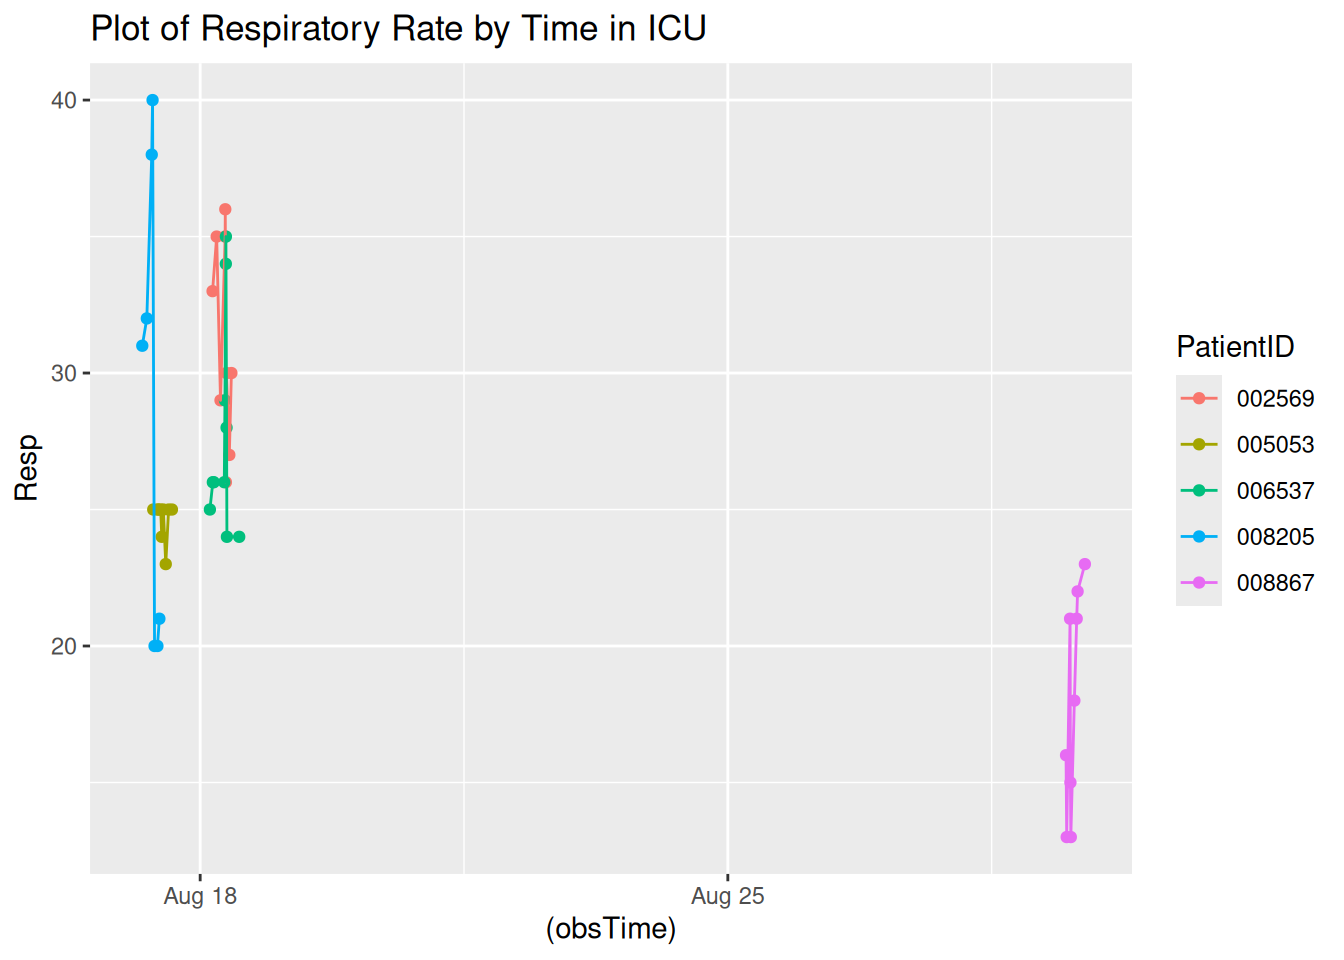 Plot of Respiratory Rate by Time in ICU
40
30
20
Resp
Aug 18
Aug 25
(obsTime)
PatientID
002569
005053
006537
008205
008867